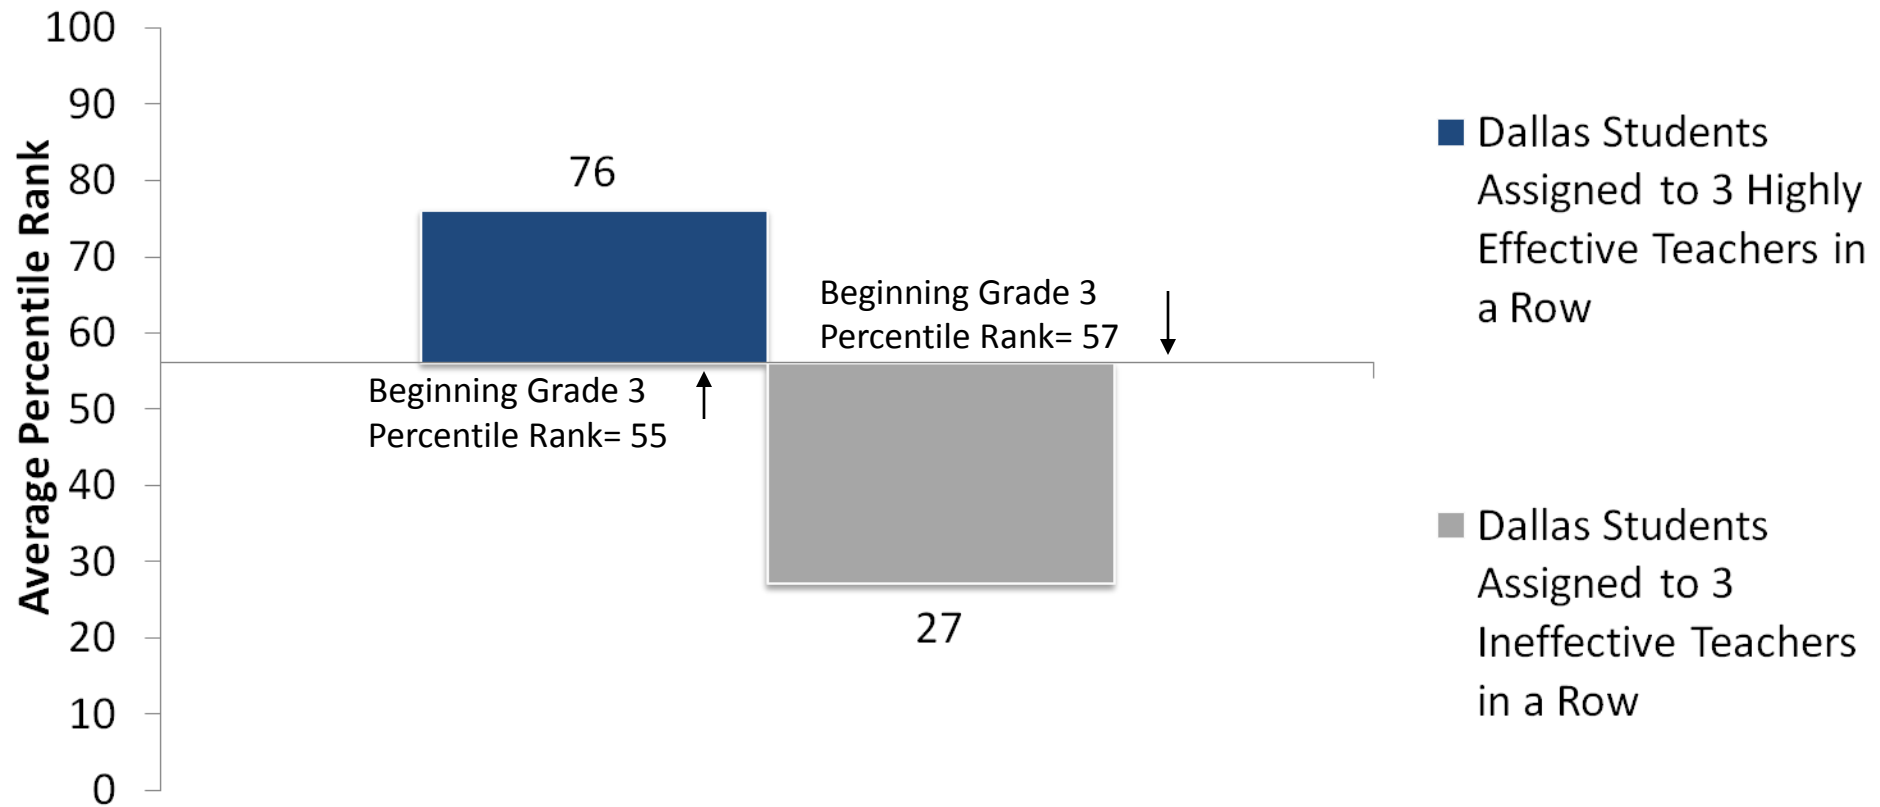 Average Percentile Rank
100
90
80
70
60
50
40
30
20
10
0
76
Beginning Grade 3
Percentile Rank= 55
Beginning Grade 3
Percentile Rank= 57
27
Dallas Students
Assigned to 3 Highly
Effective Teachers in
a Row
Dallas Students
Assigned to 3
Ineffective Teachers
in a Row